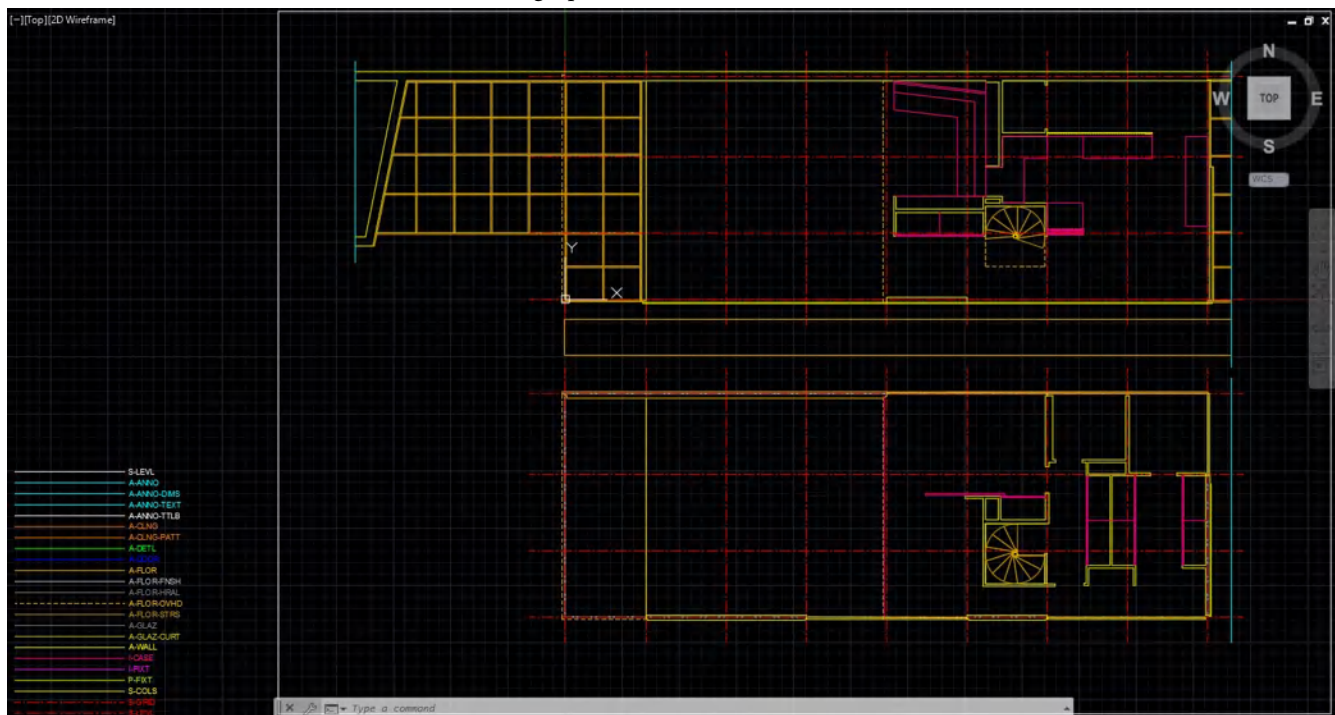 [−][Top][2D Wireframe]
N
W
TOP
E
S
WCS
Y
X
S-LEVL
A-ANNO
A-ANNO-DIMS
A-ANNO-TEXT
A-ANNO-TTLB
A-CLNG
A-CLNG-PATT
A-DETL
A-FLOR
A-FLOR-FNSH
A-FLOR-HRAL
A-FLOR-OVHD
A-FLOR-STRS
A-GLAZ
A-GLAZ-CURT
A-WALL
I-CASE
I-FIXT
P-FIXT
S-COLS
S-GRID
Type a command